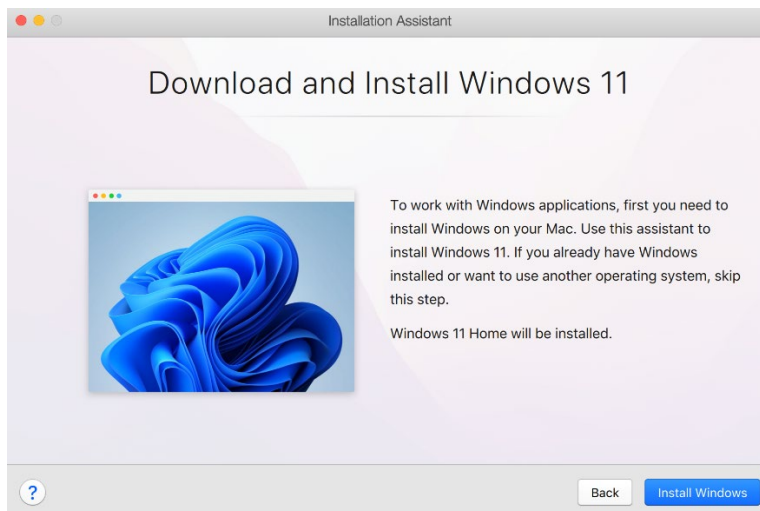 Installation Assistant
Download and Install Windows 11
To work with Windows applications, first you need to
install Windows on your Mac. Use this assistant to
install Windows 11. If you already have Windows
installed or want to use another operating system, skip
this step.
Windows 11 Home will be installed.
?
Back
Install Windows